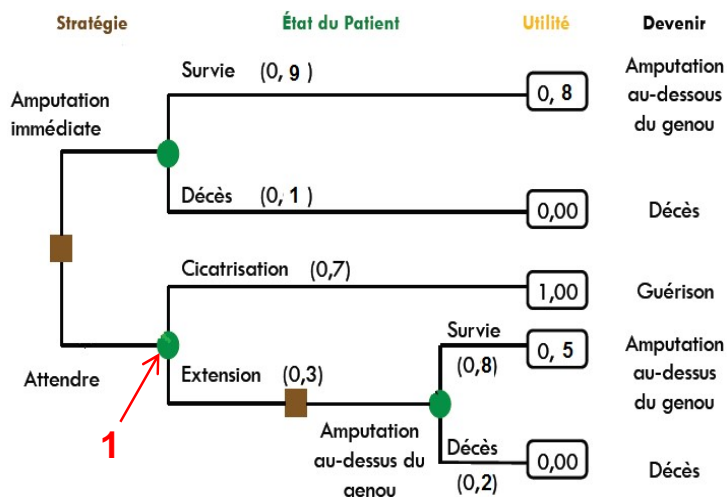 Stratégie État du Patient Utilité Devenir
Survie (0, 9 )
0, 8
Amputation
au-dessous
du genou
Amputation
immédiate
Décès (0, 1 )
0,00
Décès
Cicatrisation (0,7)
1,00
Guérison
Attendre
Extension (0,3)
Survie
(0,8)
0, 5
Amputation
au-dessus
du genou
1
Amputation
au-dessus du
genou
Décès
(0,2)
0,00
Décès